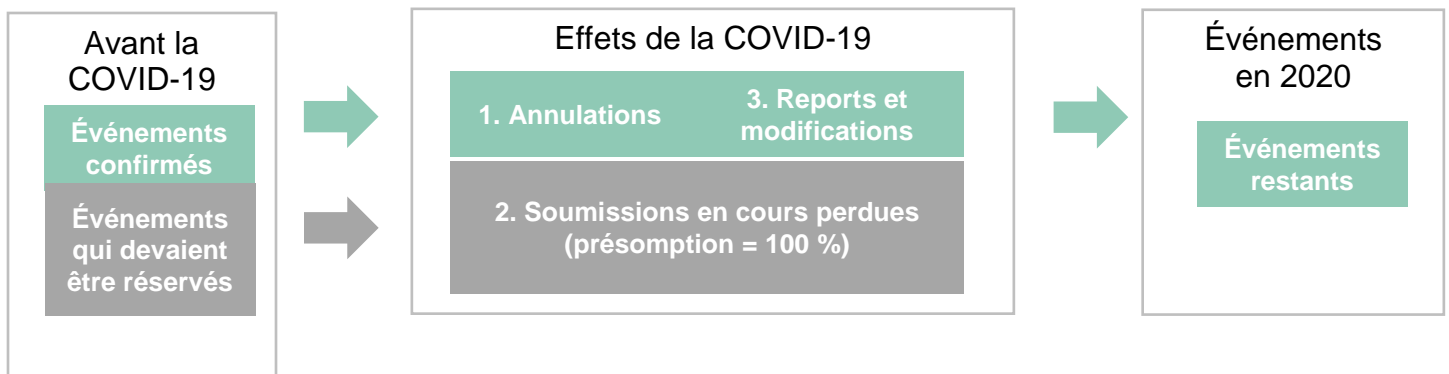 Avant la
COVID-19
Événements
confirmés
Événements
qui devaient
être réservés
Effets de la COVID-19
1. Annulations
3. Reports et
modifications
2. Soumissions en cours perdues
(présomption = 100 %)
Événements
en 2020
Événements
restants